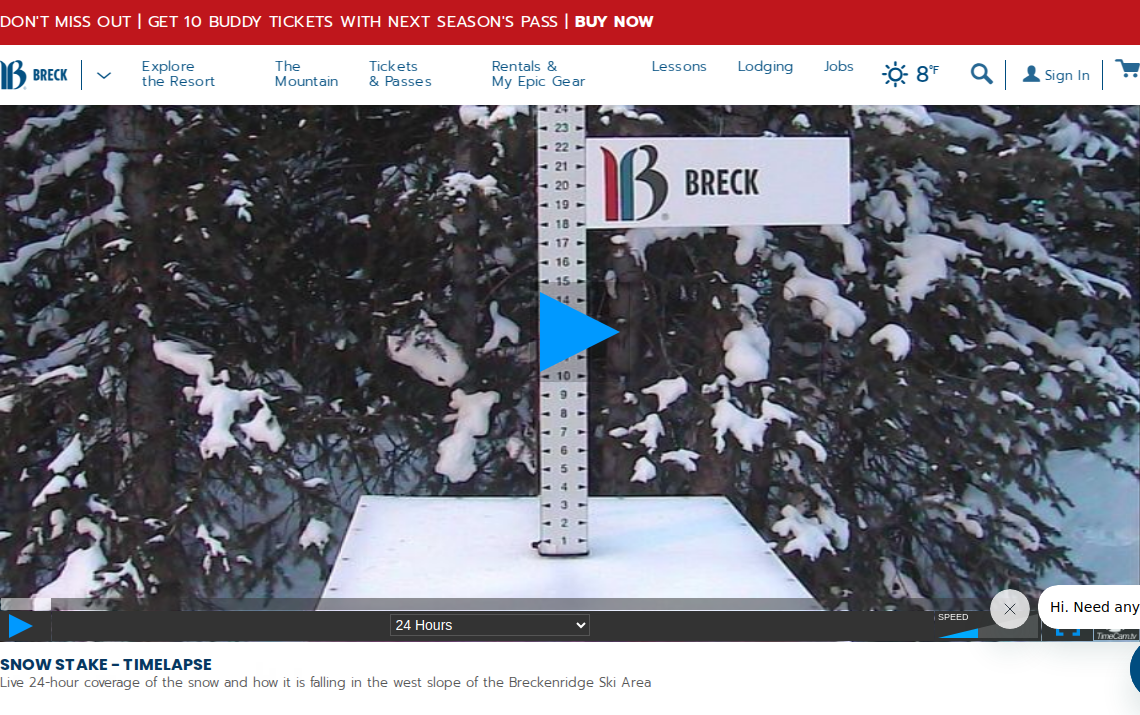 DON'T MISS OUT | GET 10 BUDDY TICKETS WITH NEXT SEASON'S PASS | BUY NOW
BRECK
Explore
the Resort
The
Mountain
Tickets
& Passes
Rentals &
My Epic Gear
Lessons
Lodging
Jobs
8°F
Sign In
24
23
22
21
20
19
18
17
16
15
14
10
9
8
7
6
5
4
3
2
1
B BRECK
®
24 Hours
SPEED
Hi. Need any
TimeCam.tv
SNOW STAKE - TIMELAPSE
Live 24-hour coverage of the snow and how it is falling in the west slope of the Breckenridge Ski Area